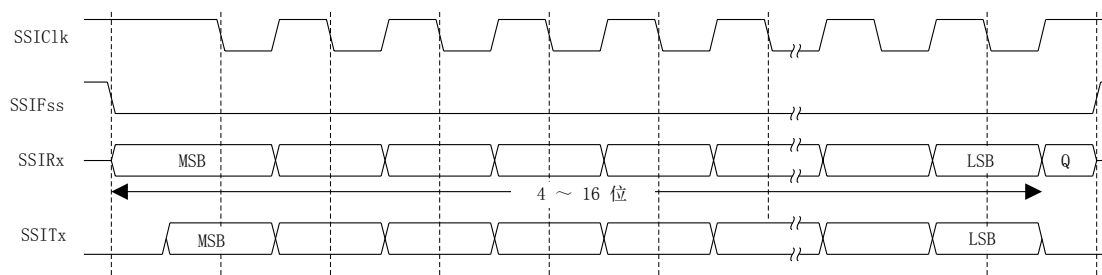 SSIClk
SSIFss
SSIRx MSB LSB Q
4 ～ 16 位
SSITx MSB LSB